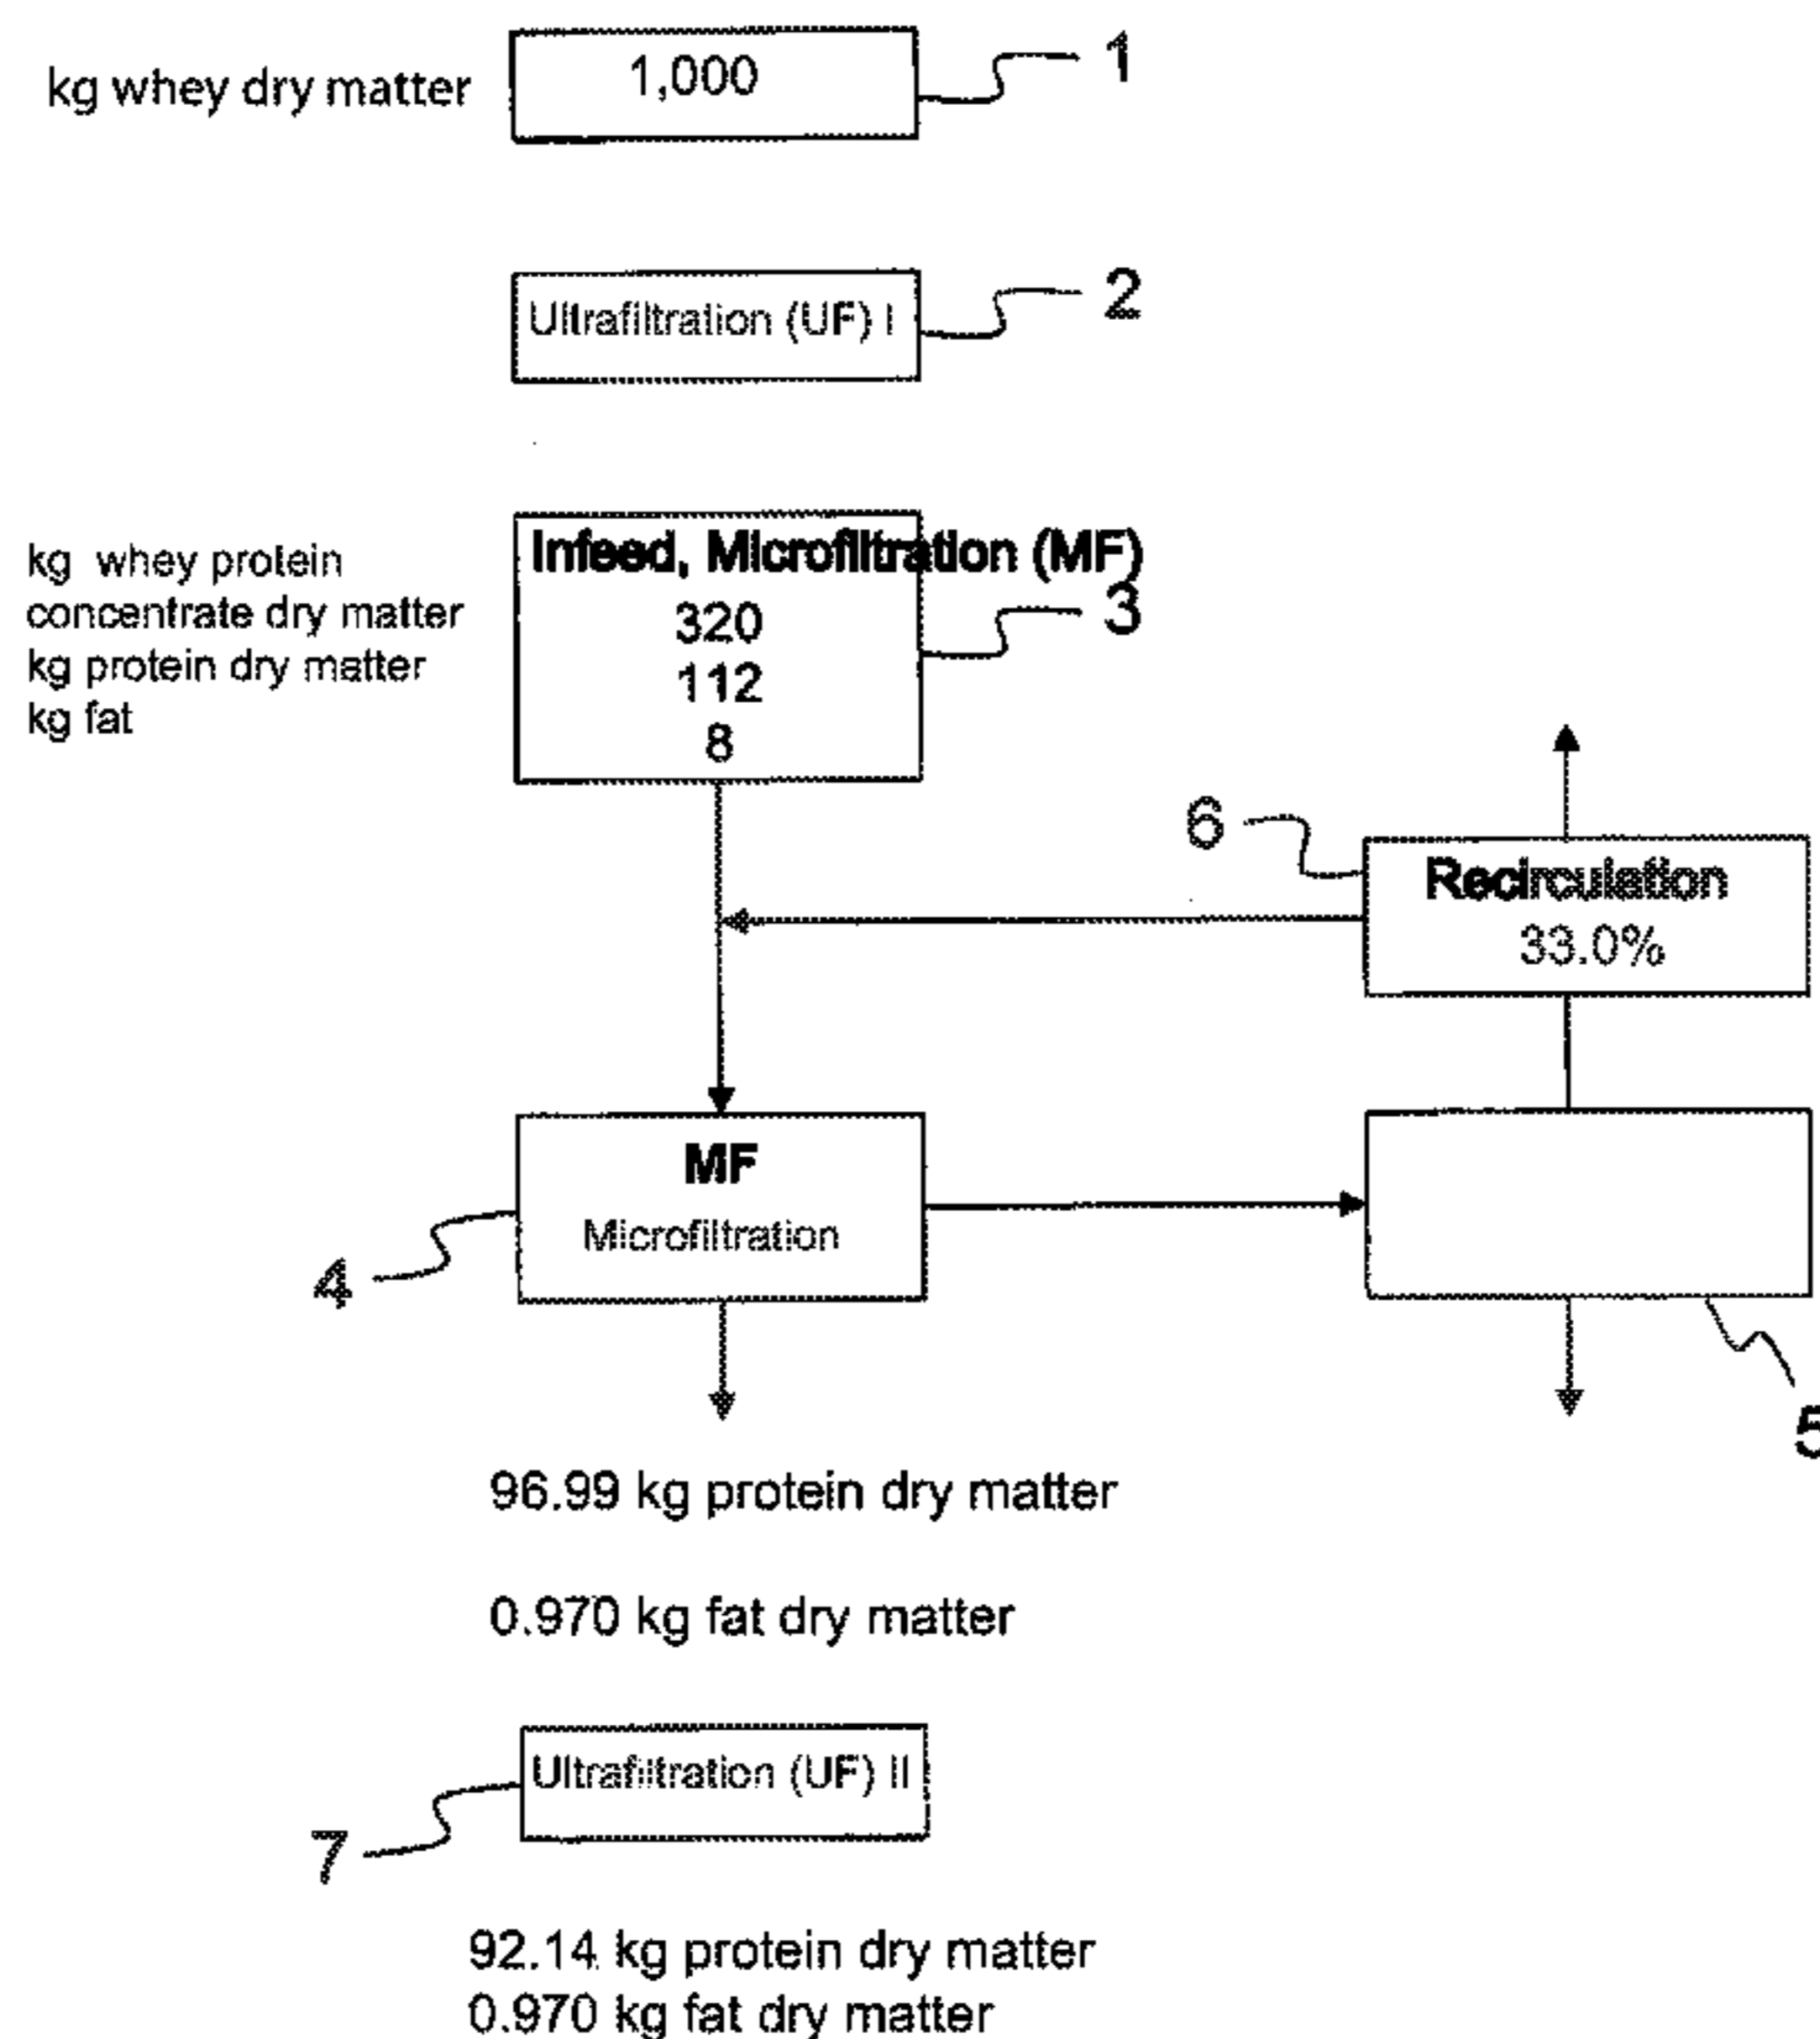 kg whey dry matter
1,000
1
Ultrafiltration (UF) I
2
Infeed, Microfiltration (MF)
kg whey protein
concentrate dry matter
kg protein dry matter
kg fat
320
112
8
3
6
Recirculation
33.0%
MF
Microfiltration
4
5
96.99 kg protein dry matter
0.970 kg fat dry matter
Ultrafiltration (UF) II
7
92.14 kg protein dry matter
0.970 kg fat dry matter